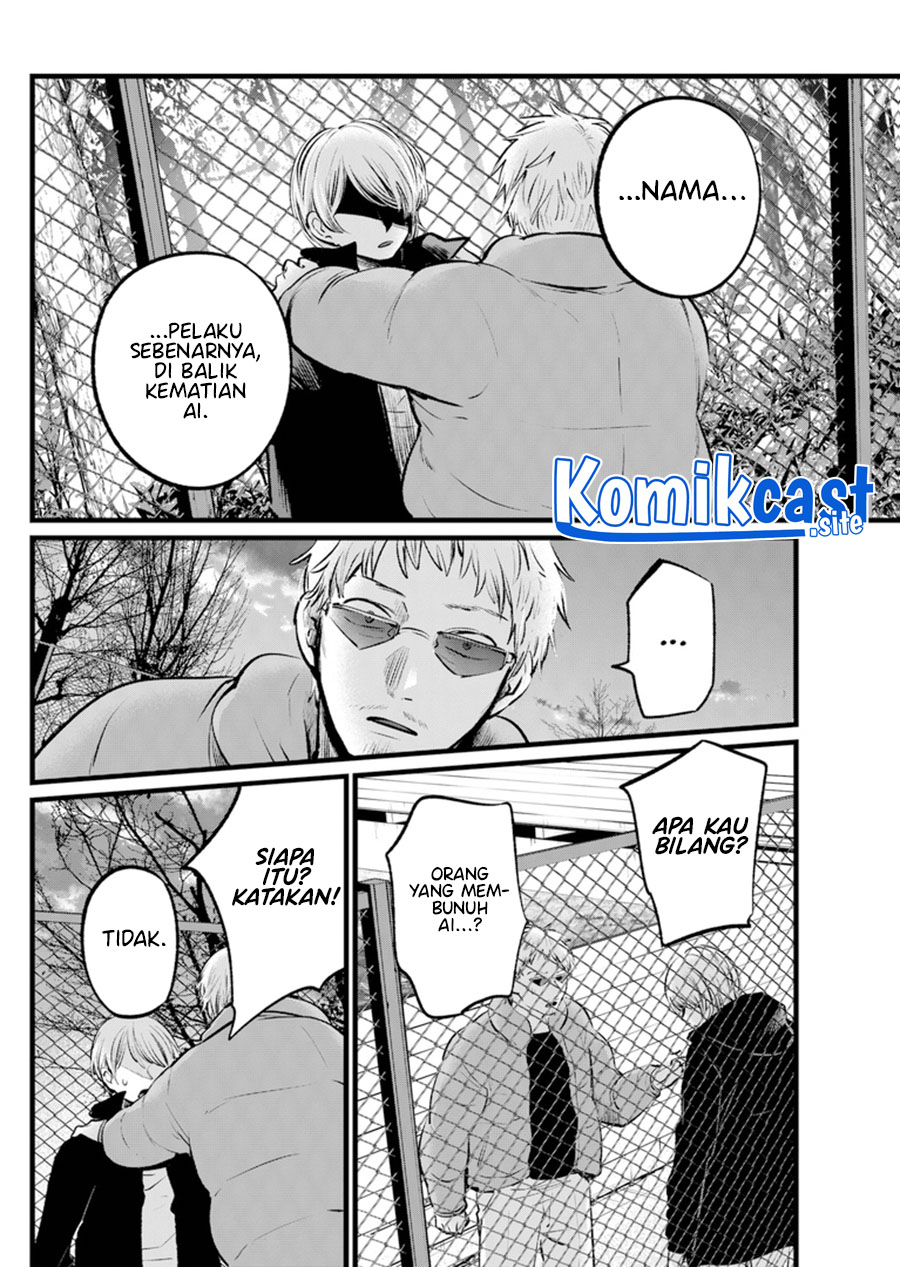 ...NAMA...
...PELAKU
SEBENARNYA,
DI BALIK
KEMATIAN
AI.
Komikcast
.site
...
APA KAU
BILANG?
ORANG
YANG MEM-
BUNUH
AI...?
SIAPA
ITU?
KATAKAN!
TIDAK.